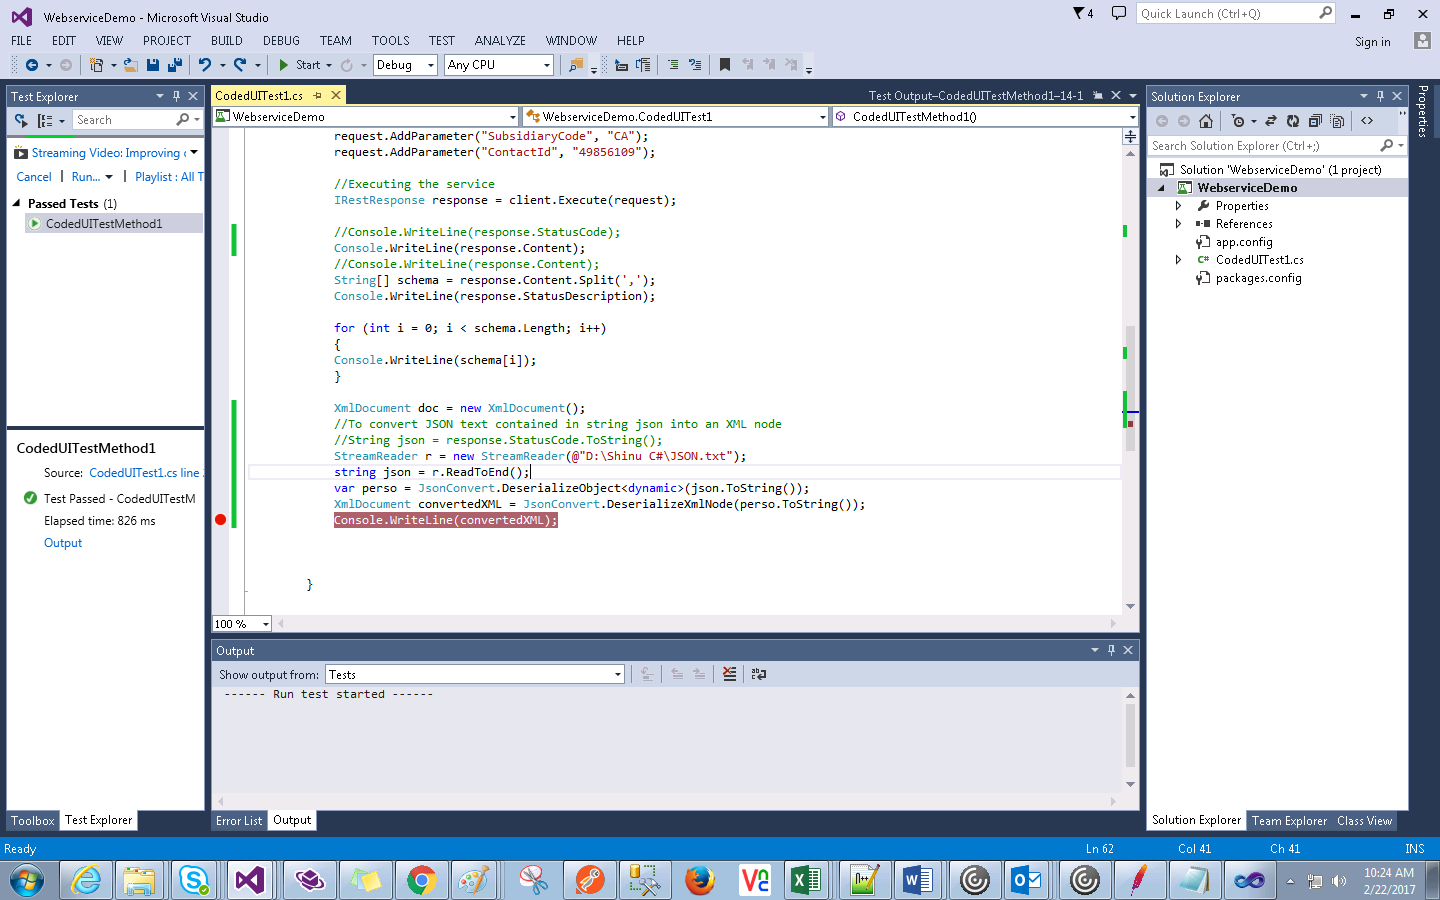 WebserviceDemo - Microsoft Visual Studio
4
Quick Launch (Ctrl+Q)
FILE EDIT VIEW PROJECT BUILD DEBUG TEAM TOOLS TEST ANALYZE WINDOW HELP
Sign in
Start Debug Any CPU
Test Explorer
Search
Streaming Video: Improving c
Cancel Run... Playlist : All T
Passed Tests (1)
CodedUITestMethod1
CodedUITestMethod1
Source: CodedUITest1.cs line
Test Passed - CodedUITestM
Elapsed time: 826 ms
Output
Toolbox Test Explorer
CodedUITest1.cs
Test Output–CodedUITestMethod1–14-1
WebserviceDemo WebserviceDemo.CodedUITest1 CodedUITestMethod1()
request.AddParameter("SubsidiaryCode", "CA");
request.AddParameter("ContactId", "49856109");
//Executing the service
IRestResponse response = client.Execute(request);
//Console.WriteLine(response.StatusCode);
Console.WriteLine(response.Content);
//Console.WriteLine(response.Content);
String[] schema = response.Content.Split(',');
Console.WriteLine(response.StatusDescription);
for (int i = 0; i < schema.Length; i++)
{
Console.WriteLine(schema[i]);
}
XmlDocument doc = new XmlDocument();
//To convert JSON text contained in string json into an XML node
//String json = response.StatusCode.ToString();
StreamReader r = new StreamReader(@"D:\Shinu C#\JSON.txt");
string json = r.ReadToEnd();
var perso = JsonConvert.DeserializeObject<dynamic>(json.ToString());
XmlDocument convertedXML = JsonConvert.DeserializeXmlNode(perso.ToString());
Console.WriteLine(convertedXML);
}
100 %
Output
Show output from: Tests
------ Run test started ------
Error List Output
Solution Explorer
Search Solution Explorer (Ctrl+;)
Solution 'WebserviceDemo' (1 project)
WebserviceDemo
Properties
References
app.config
C# CodedUITest1.cs
packages.config
Solution Explorer Team Explorer Class View
Properties
Ready
Ln 62 Col 41 Ch 41 INS
10:24 AM
2/22/2017